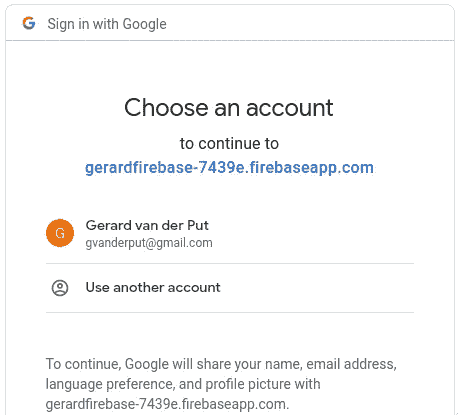 Sign in with Google
Choose an account
to continue to
gerardfirebase-7439e.firebaseapp.com
G
Gerard van der Put
gvanderput@gmail.com
Use another account
To continue, Google will share your name, email address,
language preference, and profile picture with
gerardfirebase-7439e.firebaseapp.com.